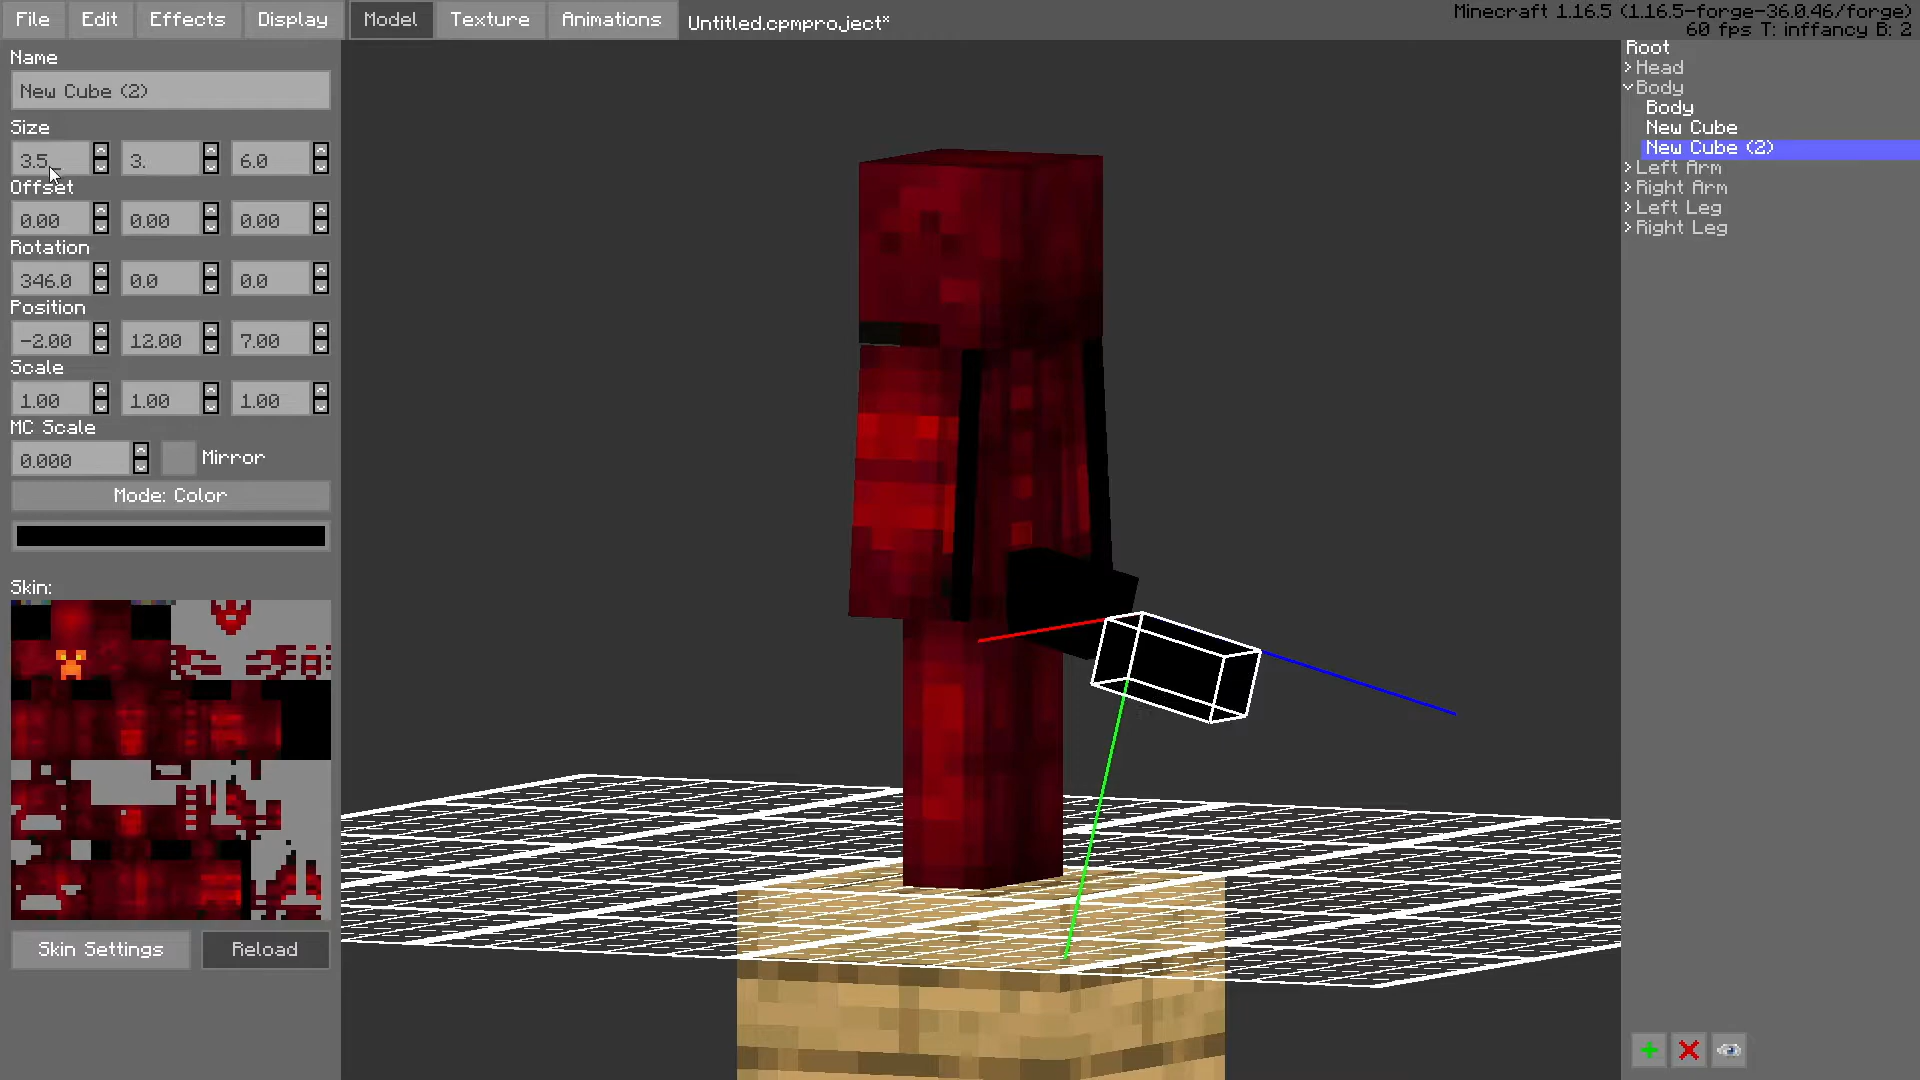 File Edit Effects Display Model Texture Animations Untitled.cpmproject*
Minecraft 1.16.5 (1.16.5-forge-36.0.46/forge)
60 fps T: inffancy B: 2
Name
New Cube (2)
Size
3.5_ 3. 6.0
Offset
0.00 0.00 0.00
Rotation
346.0 0.0 0.0
Position
-2.00 12.00 7.00
Scale
1.00 1.00 1.00
MC Scale
0.000 Mirror
Mode: Color
Skin:
Skin Settings Reload
Root
>Head
Body
Body
New Cube
New Cube (2)
>Left Arm
>Right Arm
>Left Leg
>Right Leg